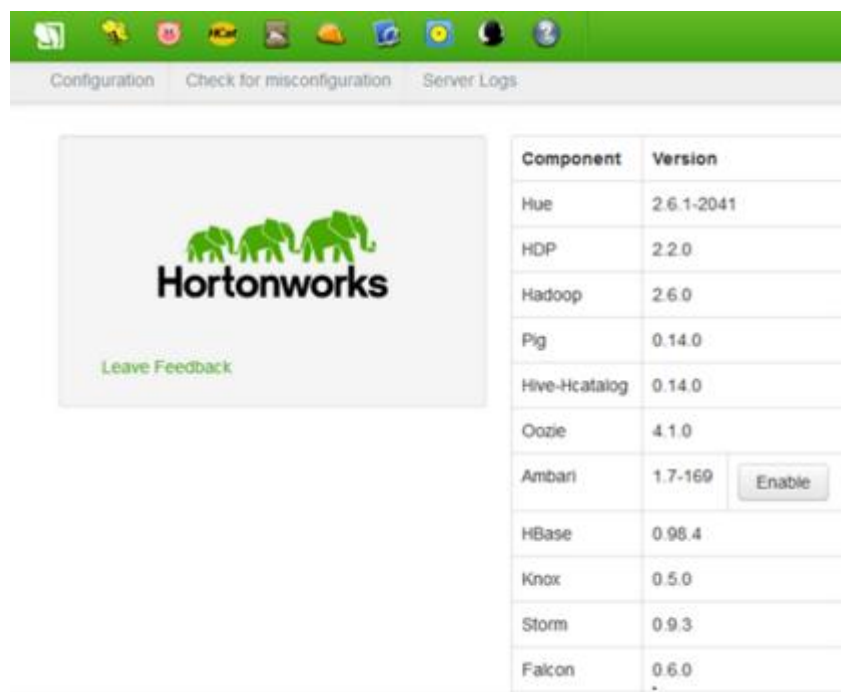 HCat
Configuration Check for misconfiguration Server Logs
Hortonworks
Leave Feedback
Component Version
Hue 2.6.1-2041
HDP 2.2.0
Hadoop 2.6.0
Pig 0.14.0
Hive-Hcatalog 0.14.0
Oozie 4.1.0
Ambari 1.7-169 Enable
HBase 0.98.4
Knox 0.5.0
Storm 0.9.3
Falcon 0.6.0